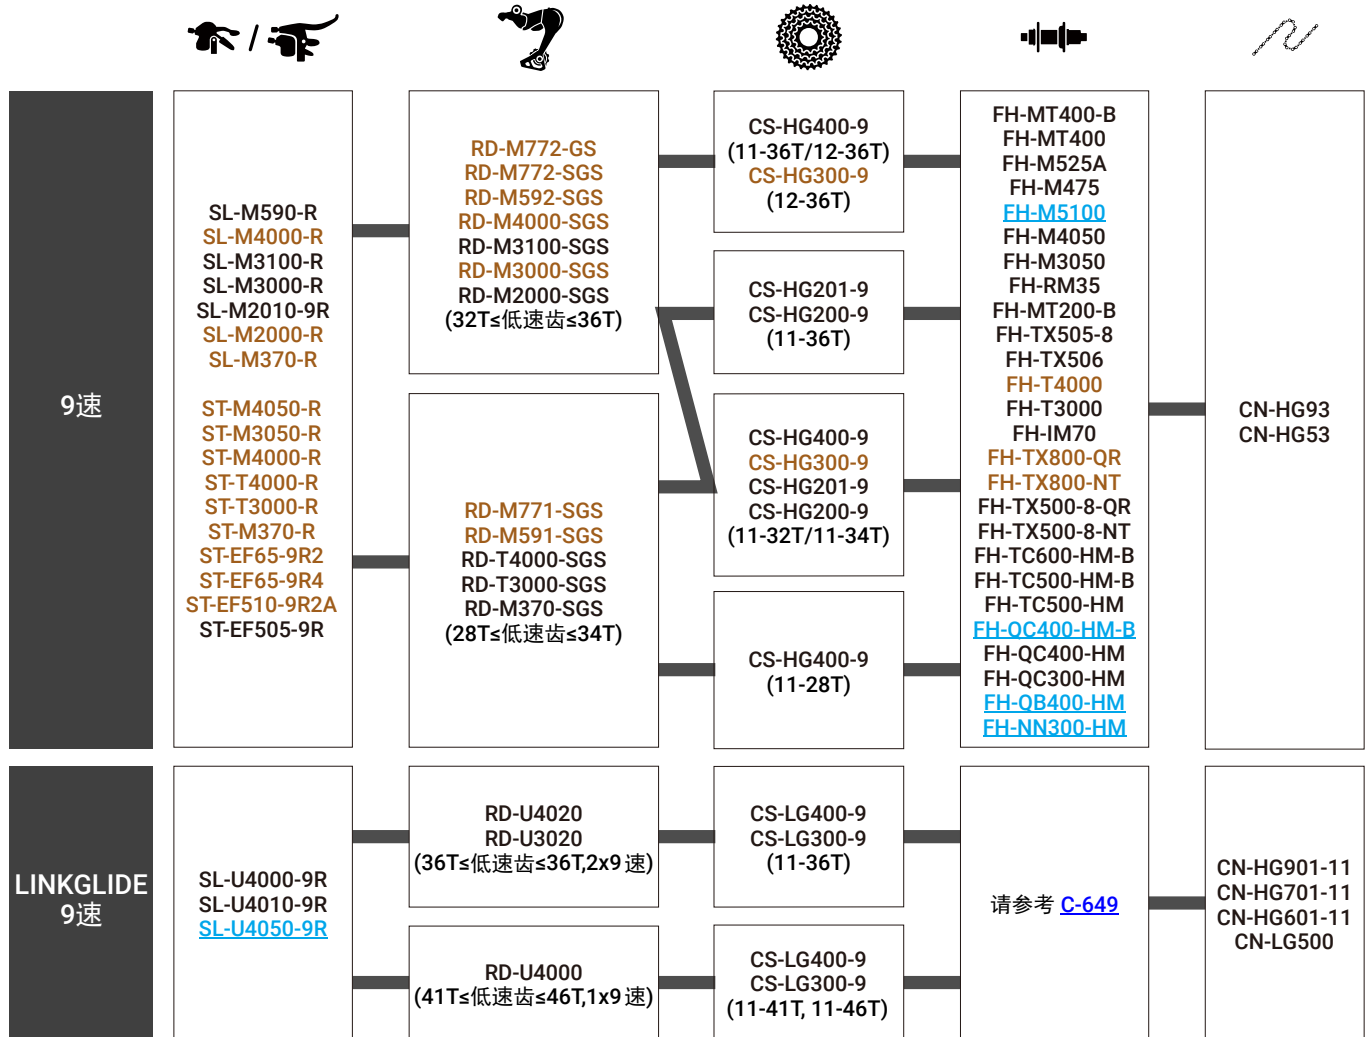 9速
SL-M590-R
SL-M4000-R
SL-M3100-R
SL-M3000-R
SL-M2010-9R
SL-M2000-R
SL-M370-R
ST-M4050-R
ST-M3050-R
ST-M4000-R
ST-T4000-R
ST-T3000-R
ST-M370-R
ST-EF65-9R2
ST-EF65-9R4
ST-EF510-9R2A
ST-EF505-9R
RD-M772-GS
RD-M772-SGS
RD-M592-SGS
RD-M4000-SGS
RD-M3100-SGS
RD-M3000-SGS
RD-M2000-SGS
(32T≤低速齿≤36T)
RD-M771-SGS
RD-M591-SGS
RD-T4000-SGS
RD-T3000-SGS
RD-M370-SGS
(28T≤低速齿≤34T)
CS-HG400-9
(11-36T/12-36T)
CS-HG300-9
(12-36T)
CS-HG201-9
CS-HG200-9
(11-36T)
CS-HG400-9
CS-HG300-9
CS-HG201-9
CS-HG200-9
(11-32T/11-34T)
CS-HG400-9
(11-28T)
FH-MT400-B
FH-MT400
FH-M525A
FH-M475
FH-M5100
FH-M4050
FH-M3050
FH-RM35
FH-MT200-B
FH-TX505-8
FH-TX506
FH-T4000
FH-T3000
FH-IM70
FH-TX800-QR
FH-TX800-NT
FH-TX500-8-QR
FH-TX500-8-NT
FH-TC600-HM-B
FH-TC500-HM-B
FH-TC500-HM
FH-QC400-HM-B
FH-QC400-HM
FH-QC300-HM
FH-QB400-HM
FH-NN300-HM
CN-HG93
CN-HG53
LINKGLIDE
9速
SL-U4000-9R
SL-U4010-9R
SL-U4050-9R
RD-U4020
RD-U3020
(36T≤低速齿≤36T,2x9速)
RD-U4000
(41T≤低速齿≤46T,1x9速)
CS-LG400-9
CS-LG300-9
(11-36T)
CS-LG400-9
CS-LG300-9
(11-41T, 11-46T)
请参考 C-649
CN-HG901-11
CN-HG701-11
CN-HG601-11
CN-LG500